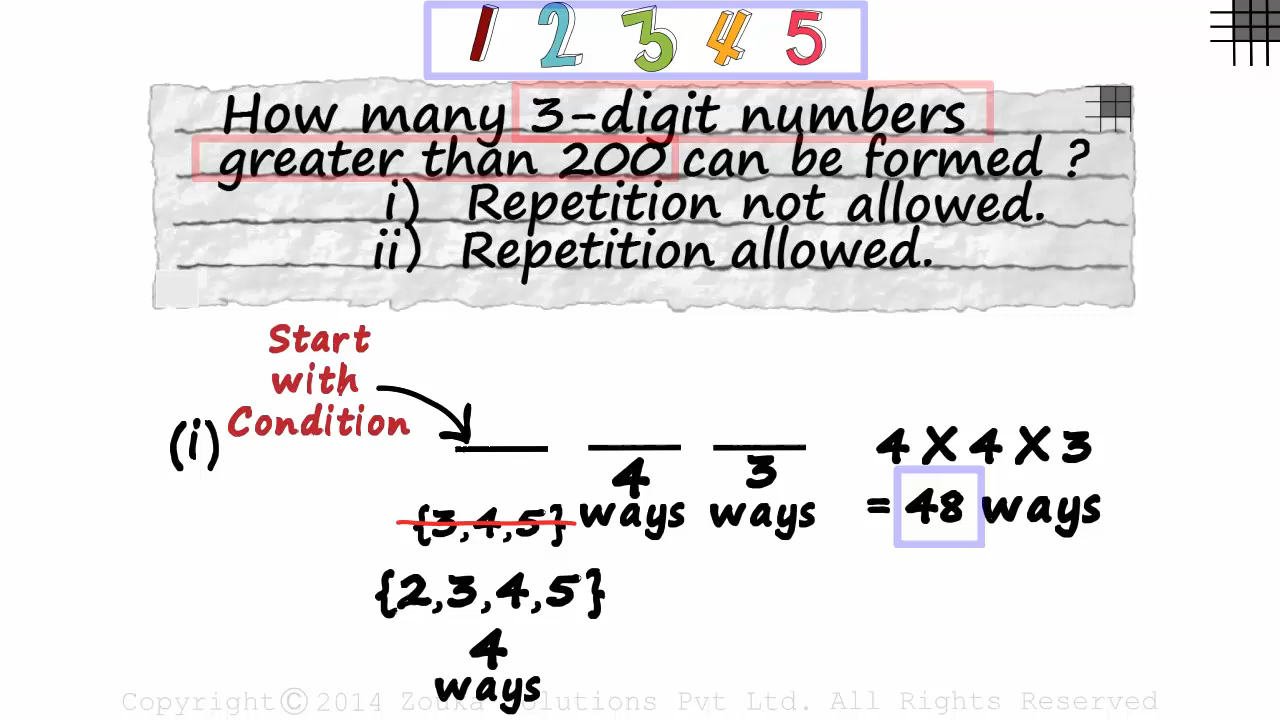 1 2 3 4 5
How many 3-digit numbers
greater than 200 can be formed ?
i) Repetition not allowed.
ii) Repetition allowed.
Start
with
Condition
(i)
4 ways
3 ways
4 X 4 X 3
= 48 ways
{3,4,5}
{2,3,4,5}
4
ways
Copyright©2014 Zouka Solutions Pvt Ltd. All Rights Reserved